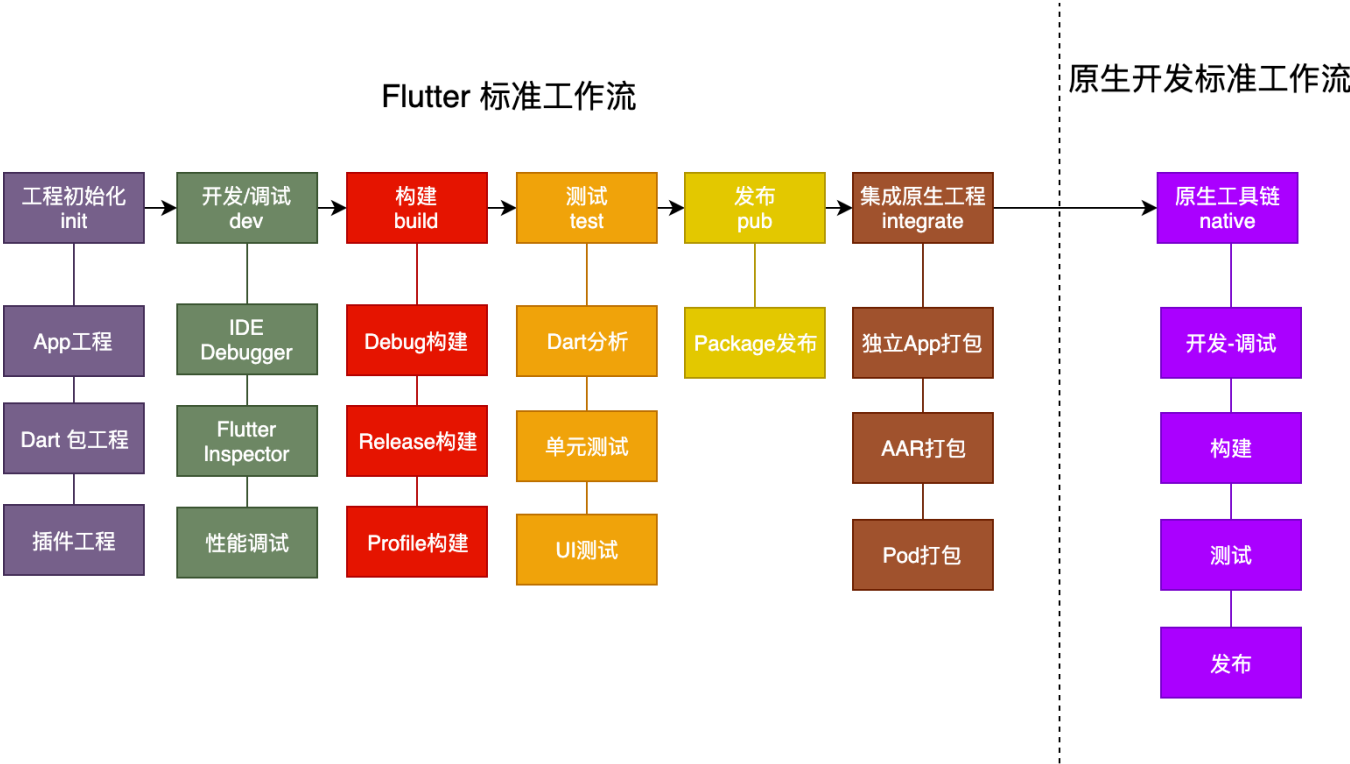 Flutter 标准工作流
原生开发标准工作流
工程初始化
init
开发/调试
dev
构建
build
测试
test
发布
pub
集成原生工程
integrate
原生工具链
native
App工程
Dart 包工程
插件工程
IDE
Debugger
Flutter
Inspector
性能调试
Debug构建
Release构建
Profile构建
Dart分析
单元测试
UI测试
Package发布
独立App打包
AAR打包
Pod打包
开发-调试
构建
测试
发布